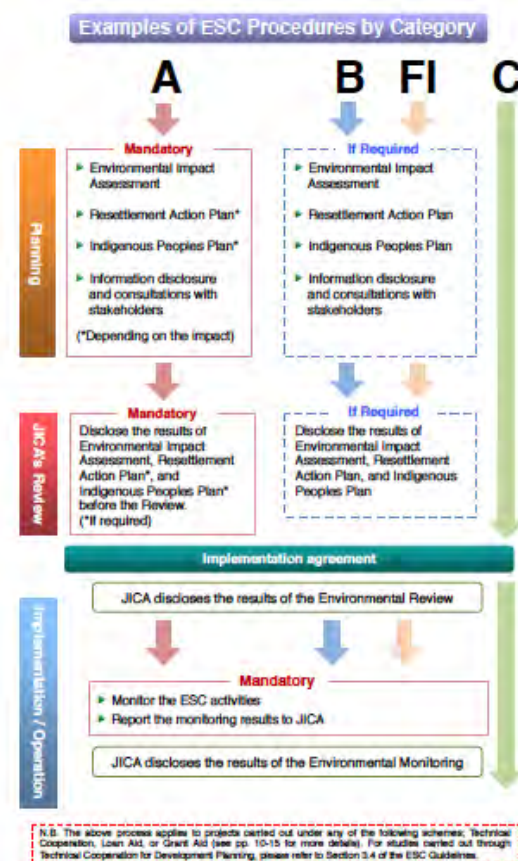 Examples of ESC Procedures by Category
A
B
FI
C
Planning
Mandatory
Environmental Impact
Assessment
Resettlement Action Plan*
Indigenous Peoples Plan*
Information disclosure
and consultations with
stakeholders
(*Depending on the impact)
If Required
Environmental Impact
Assessment
Resettlement Action Plan
Indigenous Peoples Plan
Information disclosure
and consultations with
stakeholders
JICA's Review
Mandatory
Disclose the results of
Environmental Impact
Assessment, Resettlement
Action Plan*, and
Indigenous Peoples Plan*
before the Review.
(*If required)
If Required
Disclose the results of
Environmental Impact
Assessment, Resettlement
Action Plan, and Indigenous
Peoples Plan
Implementation agreement
Implementation / Operation
JICA discloses the results of the Environmental Review
Mandatory
Monitor the ESC activities
Report the monitoring results to JICA
JICA discloses the results of the Environmental Monitoring
N.B. The above process applies to projects carried out under any of the following schemes; Technical
Cooperation, Loan Aid, or Grant Aid (see pp. 10-15 for more details). For studies carried out through
Technical Cooperation for Development Planning, please refer to Section 3.4 of the ESC Guidelines.